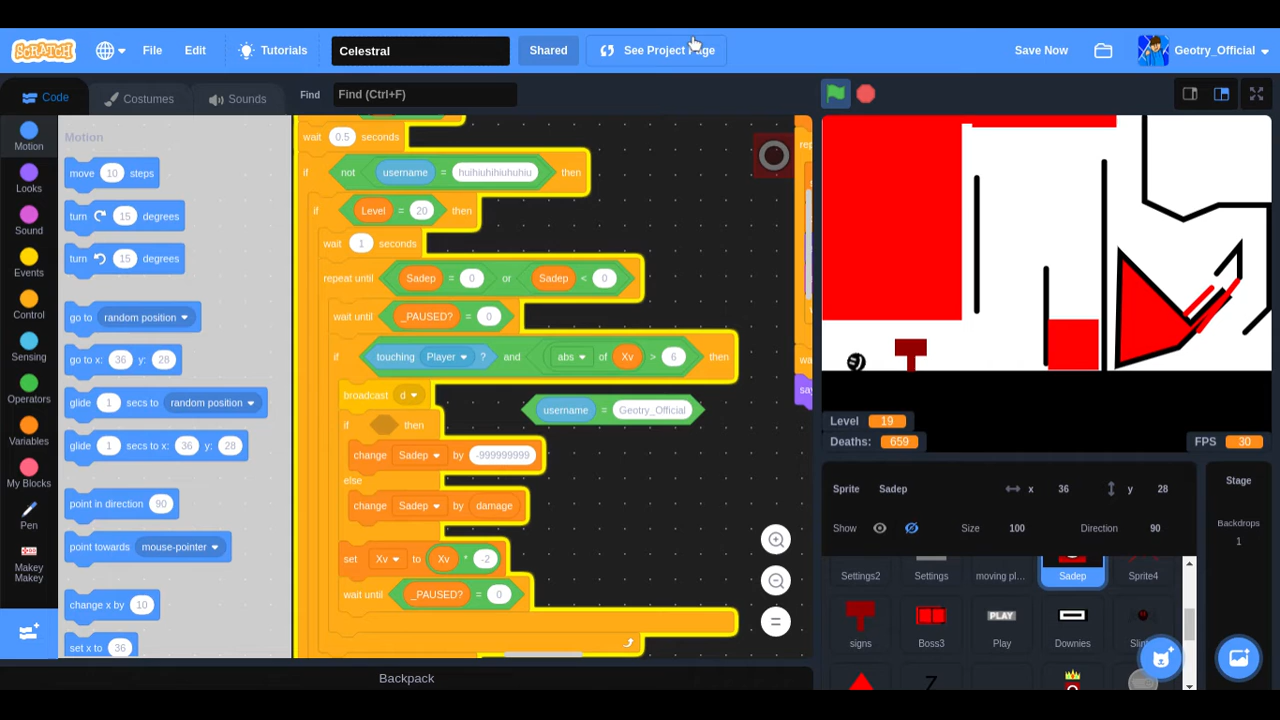 SCRATCH File Edit Tutorials Celestral Shared See Project Page Save Now Geotry_Official
Code Costumes Sounds Find Find (Ctrl+F)
Motion
Looks
Sound
Events
Control
Sensing
Operators
Variables
My Blocks
Pen
Makey
Makey
Motion
move 10 steps
turn 15 degrees
turn 15 degrees
go to random position
go to x: 36 y: 28
glide 1 secs to random position
glide 1 secs to x: 36 y: 28
point in direction 90
point towards mouse-pointer
change x by 10
set x to 36
wait 0.5 seconds
if not username = huihiuhihiuhuhiu then
if Level = 20 then
wait 1 seconds
repeat until Sadep = 0 or Sadep < 0
wait until _PAUSED? = 0
if touching Player ? and abs of Xv > 6 then
broadcast d
username = Geotry_Official
if then
change Sadep by -999999999
else
change Sadep by damage
set Xv to Xv * -2
wait until _PAUSED? = 0
Backpack
Level 19
Deaths: 659 FPS 30
Sprite Sadep x 36 y 28
Show Size 100 Direction 90
Settings2 Settings moving pl... Sadep Sprite4
PLAY
signs Boss3 Play Downies
Z
Stage
Backdrops
1